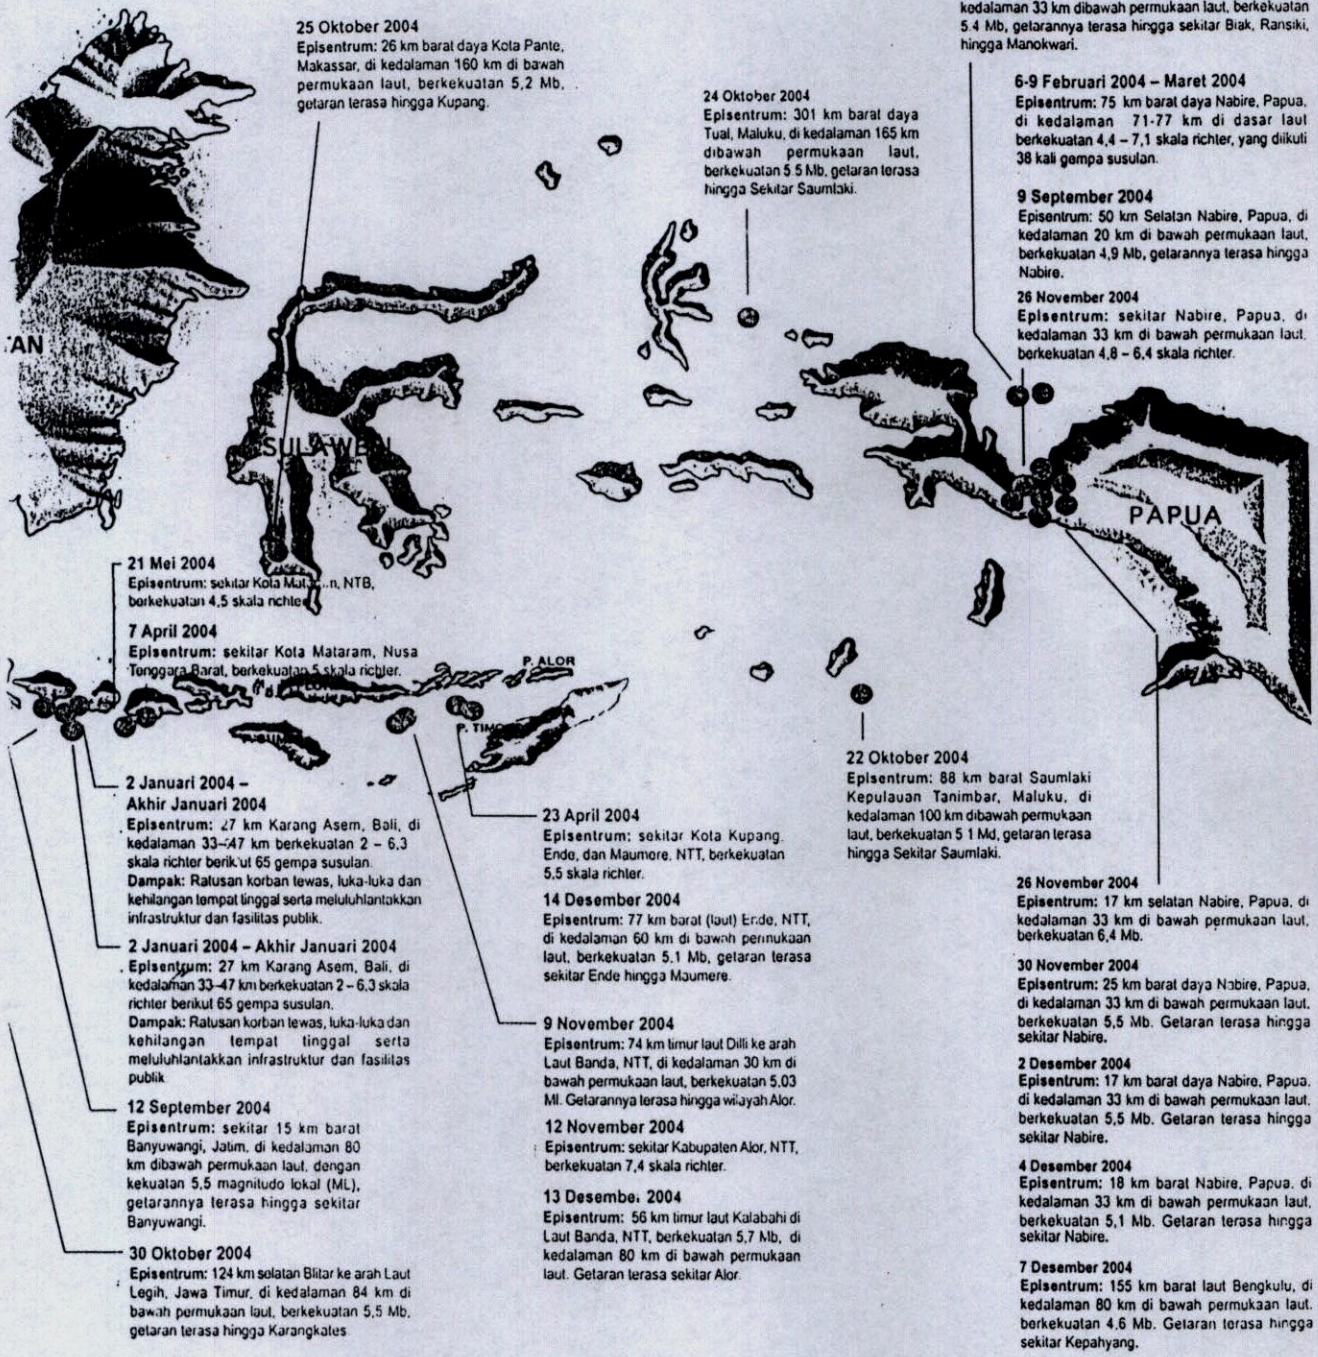 25 Oktober 2004
Episentrum: 26 km barat daya Kota Pante,
Makassar, di kedalaman 160 km di bawah
permukaan laut, berkekuatan 5,2 Mb,
getaran terasa hingga Kupang.
24 Oktober 2004
Episentrum: 301 km barat daya
Tual, Maluku, di kedalaman 165 km
dibawah permukaan laut,
berkekuatan 5.5 Mb, getaran terasa
hingga Sekitar Saumlaki.
kedalaman 33 km dibawah permukaan laut, berkekuatan
5.4 Mb, getarannya terasa hingga sekitar Biak, Ransiki,
hingga Manokwari.
6-9 Februari 2004 – Maret 2004
Episentrum: 75 km barat daya Nabire, Papua,
di kedalaman 71-77 km di dasar laut
berkekuatan 4,4 – 7,1 skala richter, yang diikuti
38 kali gempa susulan.
9 September 2004
Episentrum: 50 km Selatan Nabire, Papua, di
kedalaman 20 km di bawah permukaan laut,
berkekuatan 4,9 Mb, getarannya terasa hingga
Nabire.
26 November 2004
Episentrum: sekitar Nabire, Papua, di
kedalaman 33 km di bawah permukaan laut,
berkekuatan 4,8 – 6,4 skala richter.
TAN
SULAWESI
PAPUA
21 Mei 2004
Episentrum: sekitar Kota NTB,
berkekuatan 4,5 skala richter
7 April 2004
Episentrum: sekitar Kota Mataram, Nusa
Tenggara Barat, berkekuatan 5 skala richter.
P. ALOR
P. TIMOR
2 Januari 2004 –
Akhir Januari 2004
Episentrum: 27 km Karang Asem, Bali, di
kedalaman 33–47 km berkekuatan 2 – 6,3
skala richter berikut 65 gempa susulan.
Dampak: Ratusan korban tewas, luka-luka dan
kehilangan tempat tinggal serta meluluhlantakkan
infrastruktur dan fasilitas publik.
2 Januari 2004 – Akhir Januari 2004
Episentrum: 27 km Karang Asem, Bali, di
kedalaman 33–47 km berkekuatan 2 – 6,3 skala
richter berikut 65 gempa susulan.
Dampak: Ratusan korban tewas, luka-luka dan
kehilangan tempat tinggal serta
meluluhlantakkan infrastruktur dan fasilitas
publik
12 September 2004
Episentrum: sekitar 15 km barat
Banyuwangi, Jatim, di kedalaman 80
km dibawah permukaan laut, dengan
kekuatan 5,5 magnitudo lokal (ML),
getarannya terasa hingga sekitar
Banyuwangi.
30 Oktober 2004
Episentrum: 124 km selatan Blitar ke arah Laut
Legih, Jawa Timur, di kedalaman 84 km di
bawah permukaan laut, berkekuatan 5,5 Mb,
getaran terasa hingga Karangkates
23 April 2004
Episentrum: sekitar Kota Kupang,
Ende, dan Maumere, NTT, berkekuatan
5,5 skala richter.
14 Desember 2004
Episentrum: 77 km barat (laut) Ende, NTT,
di kedalaman 60 km di bawah permukaan
laut, berkekuatan 5,1 Mb, getaran terasa
sekitar Ende hingga Maumere.
9 November 2004
Episentrum: 74 km timur laut Dilli ke arah
Laut Banda, NTT, di kedalaman 30 km di
bawah permukaan laut, berkekuatan 5,03
Ml. Getarannya terasa hingga wilayah Alor.
12 November 2004
Episentrum: sekitar Kabupaten Alor, NTT,
berkekuatan 7,4 skala richter.
13 Desember 2004
Episentrum: 56 km timur laut Kalabahi di
Laut Banda, NTT, berkekuatan 5,7 Mb, di
kedalaman 80 km di bawah permukaan
laut. Getaran terasa sekitar Alor.
22 Oktober 2004
Episentrum: 88 km barat Saumlaki
Kepulauan Tanimbar, Maluku, di
kedalaman 100 km dibawah permukaan
laut, berkekuatan 5 1 Md, getaran terasa
hingga Sekitar Saumlaki.
26 November 2004
Episentrum: 17 km selatan Nabire, Papua, di
kedalaman 33 km di bawah permukaan laut,
berkekuatan 6,4 Mb.
30 November 2004
Episentrum: 25 km barat daya Nabire, Papua,
di kedalaman 33 km di bawah permukaan laut,
berkekuatan 5,5 Mb. Getaran terasa hingga
sekitar Nabire.
2 Desember 2004
Episentrum: 17 km barat daya Nabire, Papua,
di kedalaman 33 km di bawah permukaan laut,
berkekuatan 5,5 Mb. Getaran terasa hingga
sekitar Nabire.
4 Desember 2004
Episentrum: 18 km barat Nabire, Papua, di
kedalaman 33 km di bawah permukaan laut,
berkekuatan 5,1 Mb. Getaran terasa hingga
sekitar Nabire.
7 Desember 2004
Episentrum: 155 km barat laut Bengkulu, di
kedalaman 80 km di bawah permukaan laut.
berkekuatan 4,6 Mb. Getaran terasa hingga
sekitar Kepahyang.